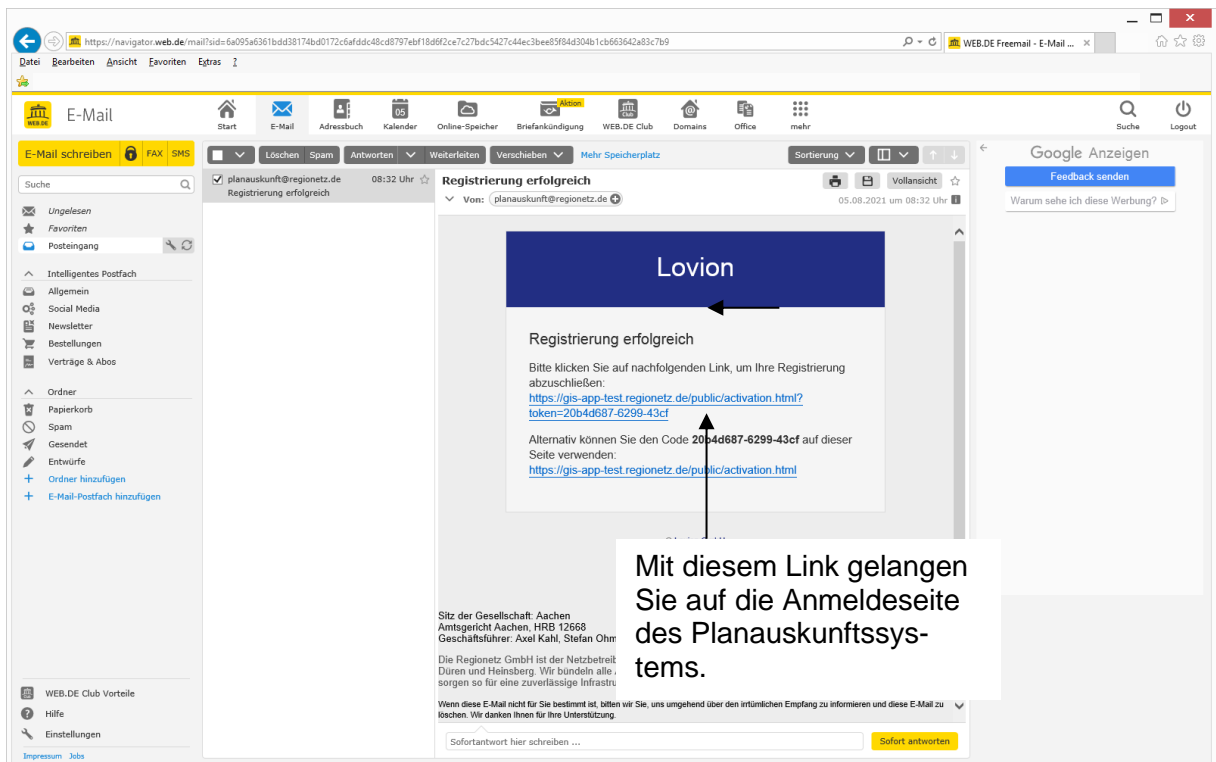 https://navigator.web.de/mail?sid=6a095a6361bdd38174bd0172c6afddc48cd8797ebf18d6f2ce7c27bdc5427c44ec3bee85f84d304b1cb663642a83c7b9
WEB.DE Freemail - E-Mail ...
Datei Bearbeiten Ansicht Favoriten Extras ?
WEB.DE
E-Mail
Start E-Mail Adressbuch 05 Kalender Online-Speicher Aktion Briefankündigung Club WEB.DE Club Domains Office mehr Suche Logout
E-Mail schreiben FAX SMS
Löschen Spam Antworten Weiterleiten Verschieben Mehr Speicherplatz Sortierung
Suche
Ungelesen
Favoriten
Posteingang
Intelligentes Postfach
Allgemein
Social Media
Newsletter
Bestellungen
Verträge & Abos
Ordner
Papierkorb
Spam
Gesendet
Entwürfe
Ordner hinzufügen
E-Mail-Postfach hinzufügen
WEB.DE Club Vorteile
Hilfe
Einstellungen
Impressum Jobs
planauskunft@regionetz.de 08:32 Uhr
Registrierung erfolgreich
Registrierung erfolgreich Vollansicht
Von: planauskunft@regionetz.de 05.08.2021 um 08:32 Uhr
Lovion
Registrierung erfolgreich
Bitte klicken Sie auf nachfolgenden Link, um Ihre Registrierung
abzuschließen:
https://gis-app-test.regionetz.de/public/activation.html?
token=20b4d687-6299-43cf
Alternativ können Sie den Code 20b4d687-6299-43cf auf dieser
Seite verwenden:
https://gis-app-test.regionetz.de/public/activation.html
Mit diesem Link gelangen
Sie auf die Anmeldeseite
des Planauskunftssys-
tems.
Sitz der Gesellschaft: Aachen
Amtsgericht Aachen, HRB 12668
Geschäftsführer: Axel Kahl, Stefan Ohm
Die Regionetz GmbH ist der Netzbetreib
Düren und Heinsberg. Wir bündeln alle
sorgen so für eine zuverlässige Infrastru
Wenn diese E-Mail nicht für Sie bestimmt ist, bitten wir Sie, uns umgehend über den irrtümlichen Empfang zu informieren und diese E-Mail zu
löschen. Wir danken Ihnen für Ihre Unterstützung.
Sofortantwort hier schreiben ... Sofort antworten
Google Anzeigen
Feedback senden
Warum sehe ich diese Werbung?